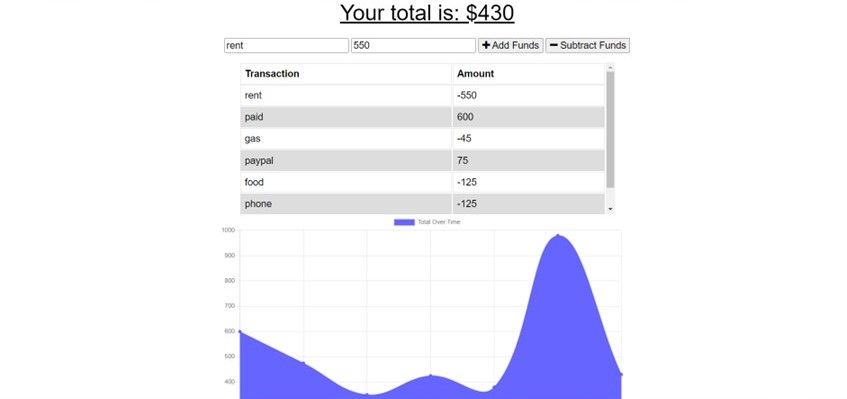 Your total is: $430
rent 550 Add Funds Subtract Funds
Transaction Amount
rent -550
paid 600
gas -45
paypal 75
food -125
phone -125
Total Over Time
1000
900
800
700
600
500
400